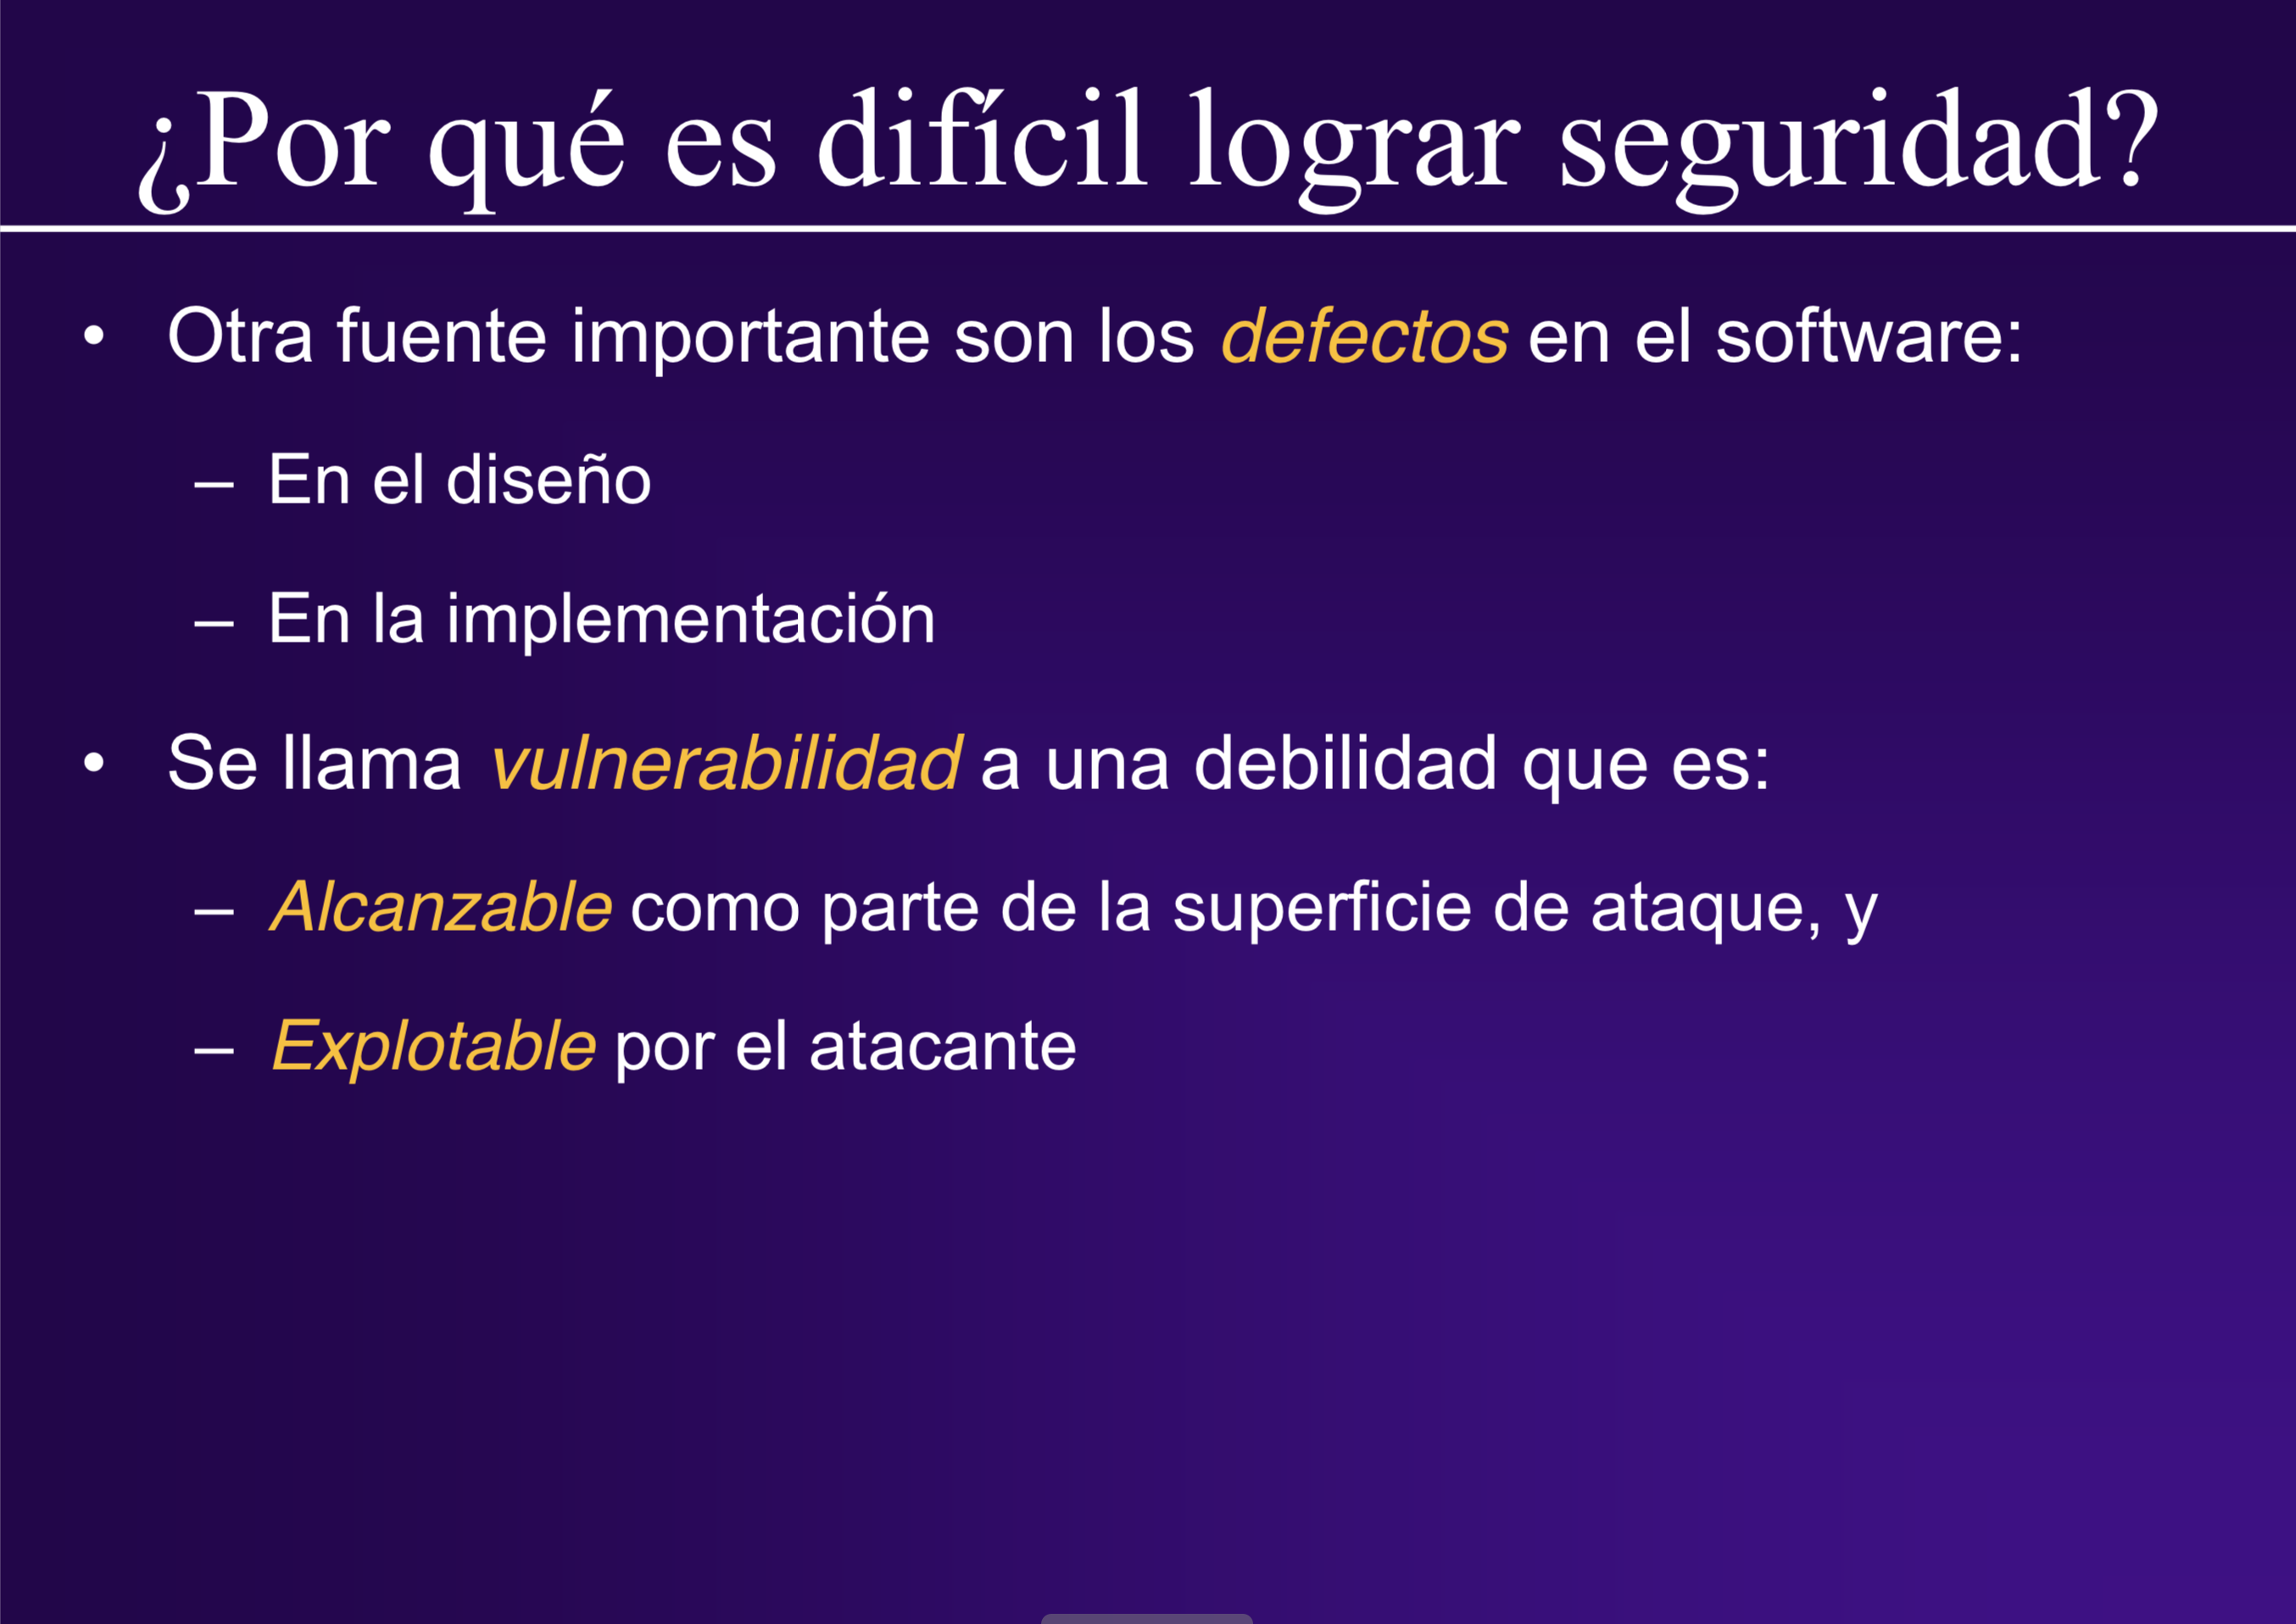 ¿Por qué es difícil lograr seguridad?
• Otra fuente importante son los defectos en el software:
– En el diseño
– En la implementación
• Se llama vulnerabilidad a una debilidad que es:
– Alcanzable como parte de la superficie de ataque, y
– Explotable por el atacante